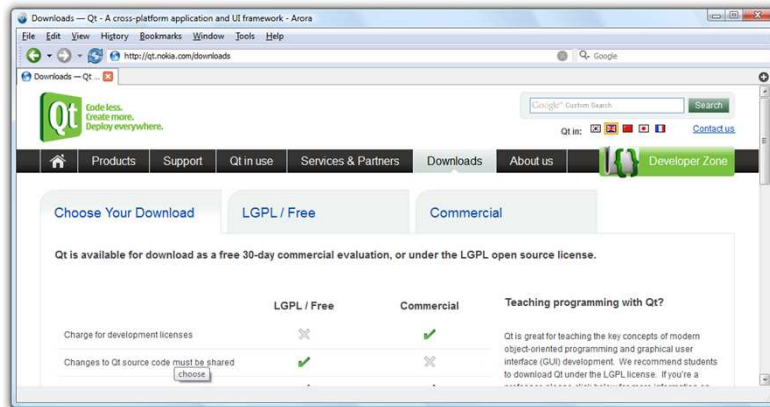 Downloads — Qt - A cross-platform application and UI framework - Arora
File Edit View History Bookmarks Window Tools Help
http://qt.nokia.com/downloads
Google
Downloads — Qt ...
Qt
Code less.
Create more.
Deploy everywhere.
Google™ Custom Search
Search
Qt in:
Contact us
Products Support Qt in use Services & Partners Downloads About us Developer Zone
Choose Your Download
LGPL / Free
Commercial
Qt is available for download as a free 30-day commercial evaluation, or under the LGPL open source license.
LGPL / Free Commercial
Charge for development licenses
Changes to Qt source code must be shared
choose
Teaching programming with Qt?
Qt is great for teaching the key concepts of modern
object-oriented programming and graphical user
interface (GUI) development. We recommend students
to download Qt under the LGPL license. If you're a